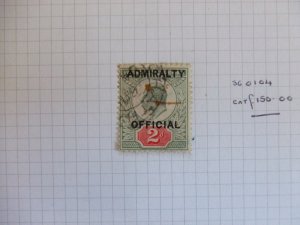 ADMIRALTY
OFFICIAL
2d
SG O104
CAT £150-00